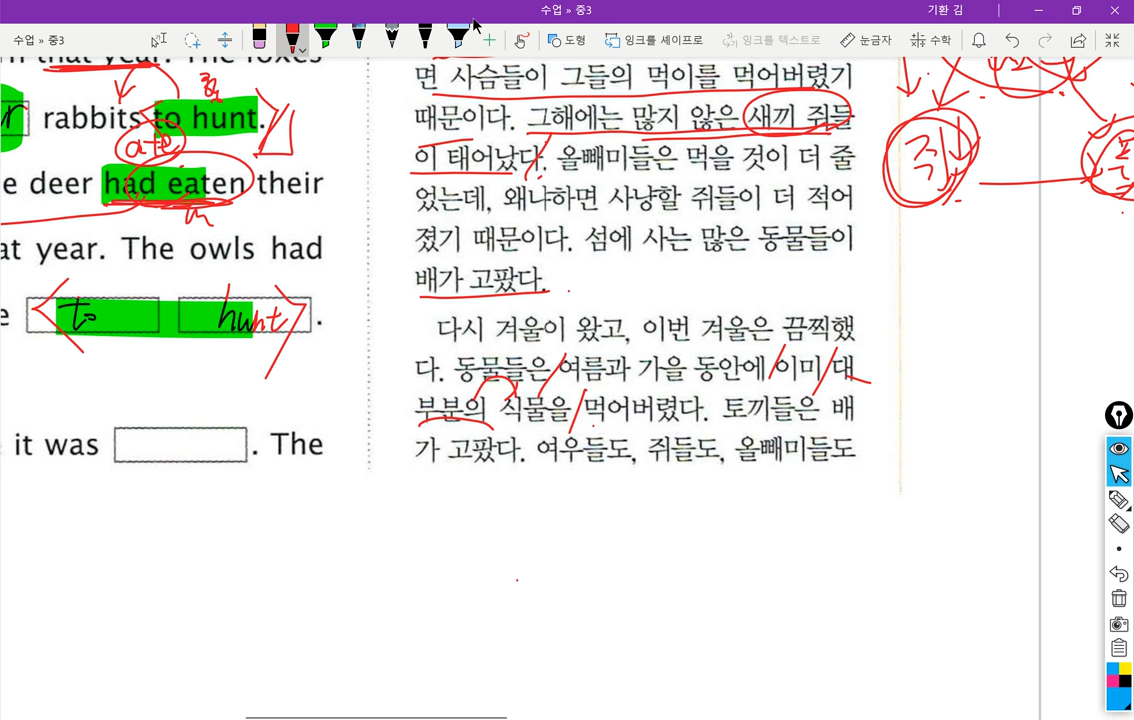 수업 » 중3
기환 김
수업 » 중3
도형
잉크를 셰이프로
잉크를 텍스트로
눈금자
수학
that year. The foxes
rabbits to hunt.
ate
e deer had eaten their
at year. The owls had
e to hunt.
it was . The
면 사슴들이 그들의 먹이를 먹어버렸기
때문이다. 그해에는 많지 않은 새끼 쥐들
이 태어났다. 올빼미들은 먹을 것이 더 줄
었는데, 왜냐하면 사냥할 쥐들이 더 적어
졌기 때문이다. 섬에 사는 많은 동물들이
배가 고팠다.
다시 겨울이 왔고, 이번 겨울은 끔찍했
다. 동물들은 여름과 가을 동안에 이미 대
부분의 식물을 먹어버렸다. 토끼들은 배
가 고팠다. 여우들도, 쥐들도, 올빼미들도